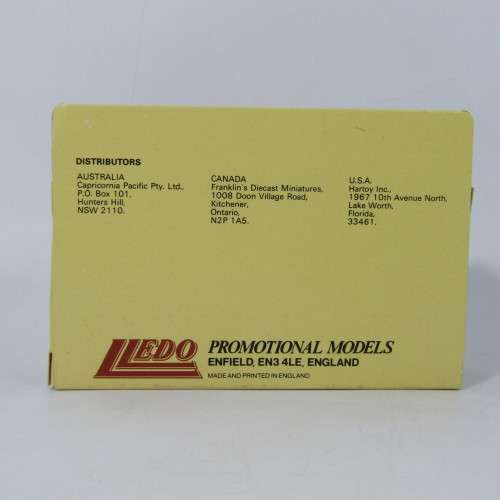 DISTRIBUTORS
AUSTRALIA
Capricornia Pacific Pty. Ltd.,
P.O. Box 101,
Hunters Hill,
NSW 2110.
CANADA
Franklin's Diecast Miniatures,
1008 Doon Village Road,
Kitchener,
Ontario,
N2P 1A5.
U.S.A.
Hartoy Inc.,
1967 10th Avenue North,
Lake Worth,
Florida,
33461.
LLEDO
PROMOTIONAL MODELS
ENFIELD, EN3 4LE, ENGLAND
MADE AND PRINTED IN ENGLAND